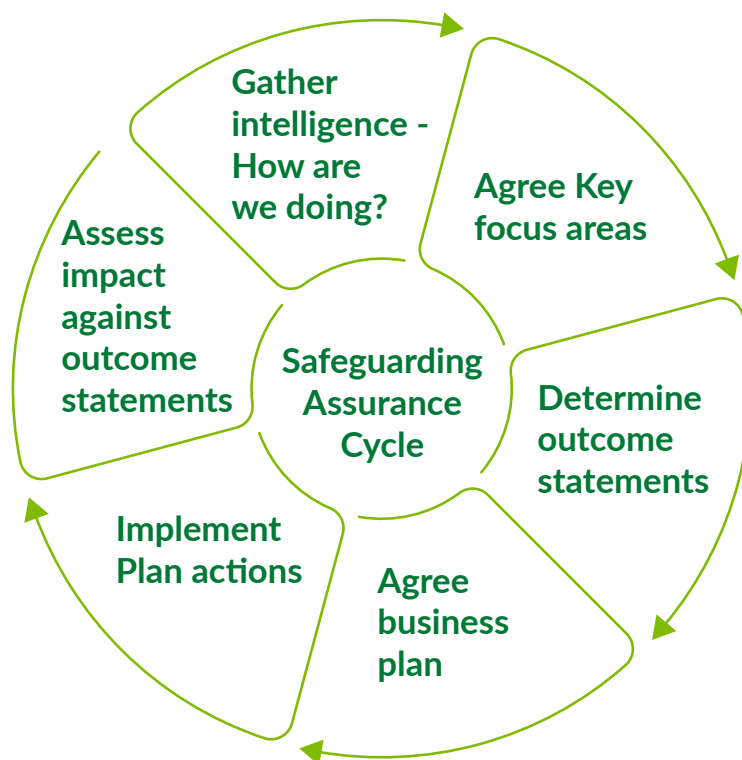 Gather
intelligence -
How are
we doing?
Agree Key
focus areas
Determine
outcome
statements
Agree
business
plan
Implement
Plan actions
Assess
impact
against
outcome
statements
Safeguarding
Assurance
Cycle